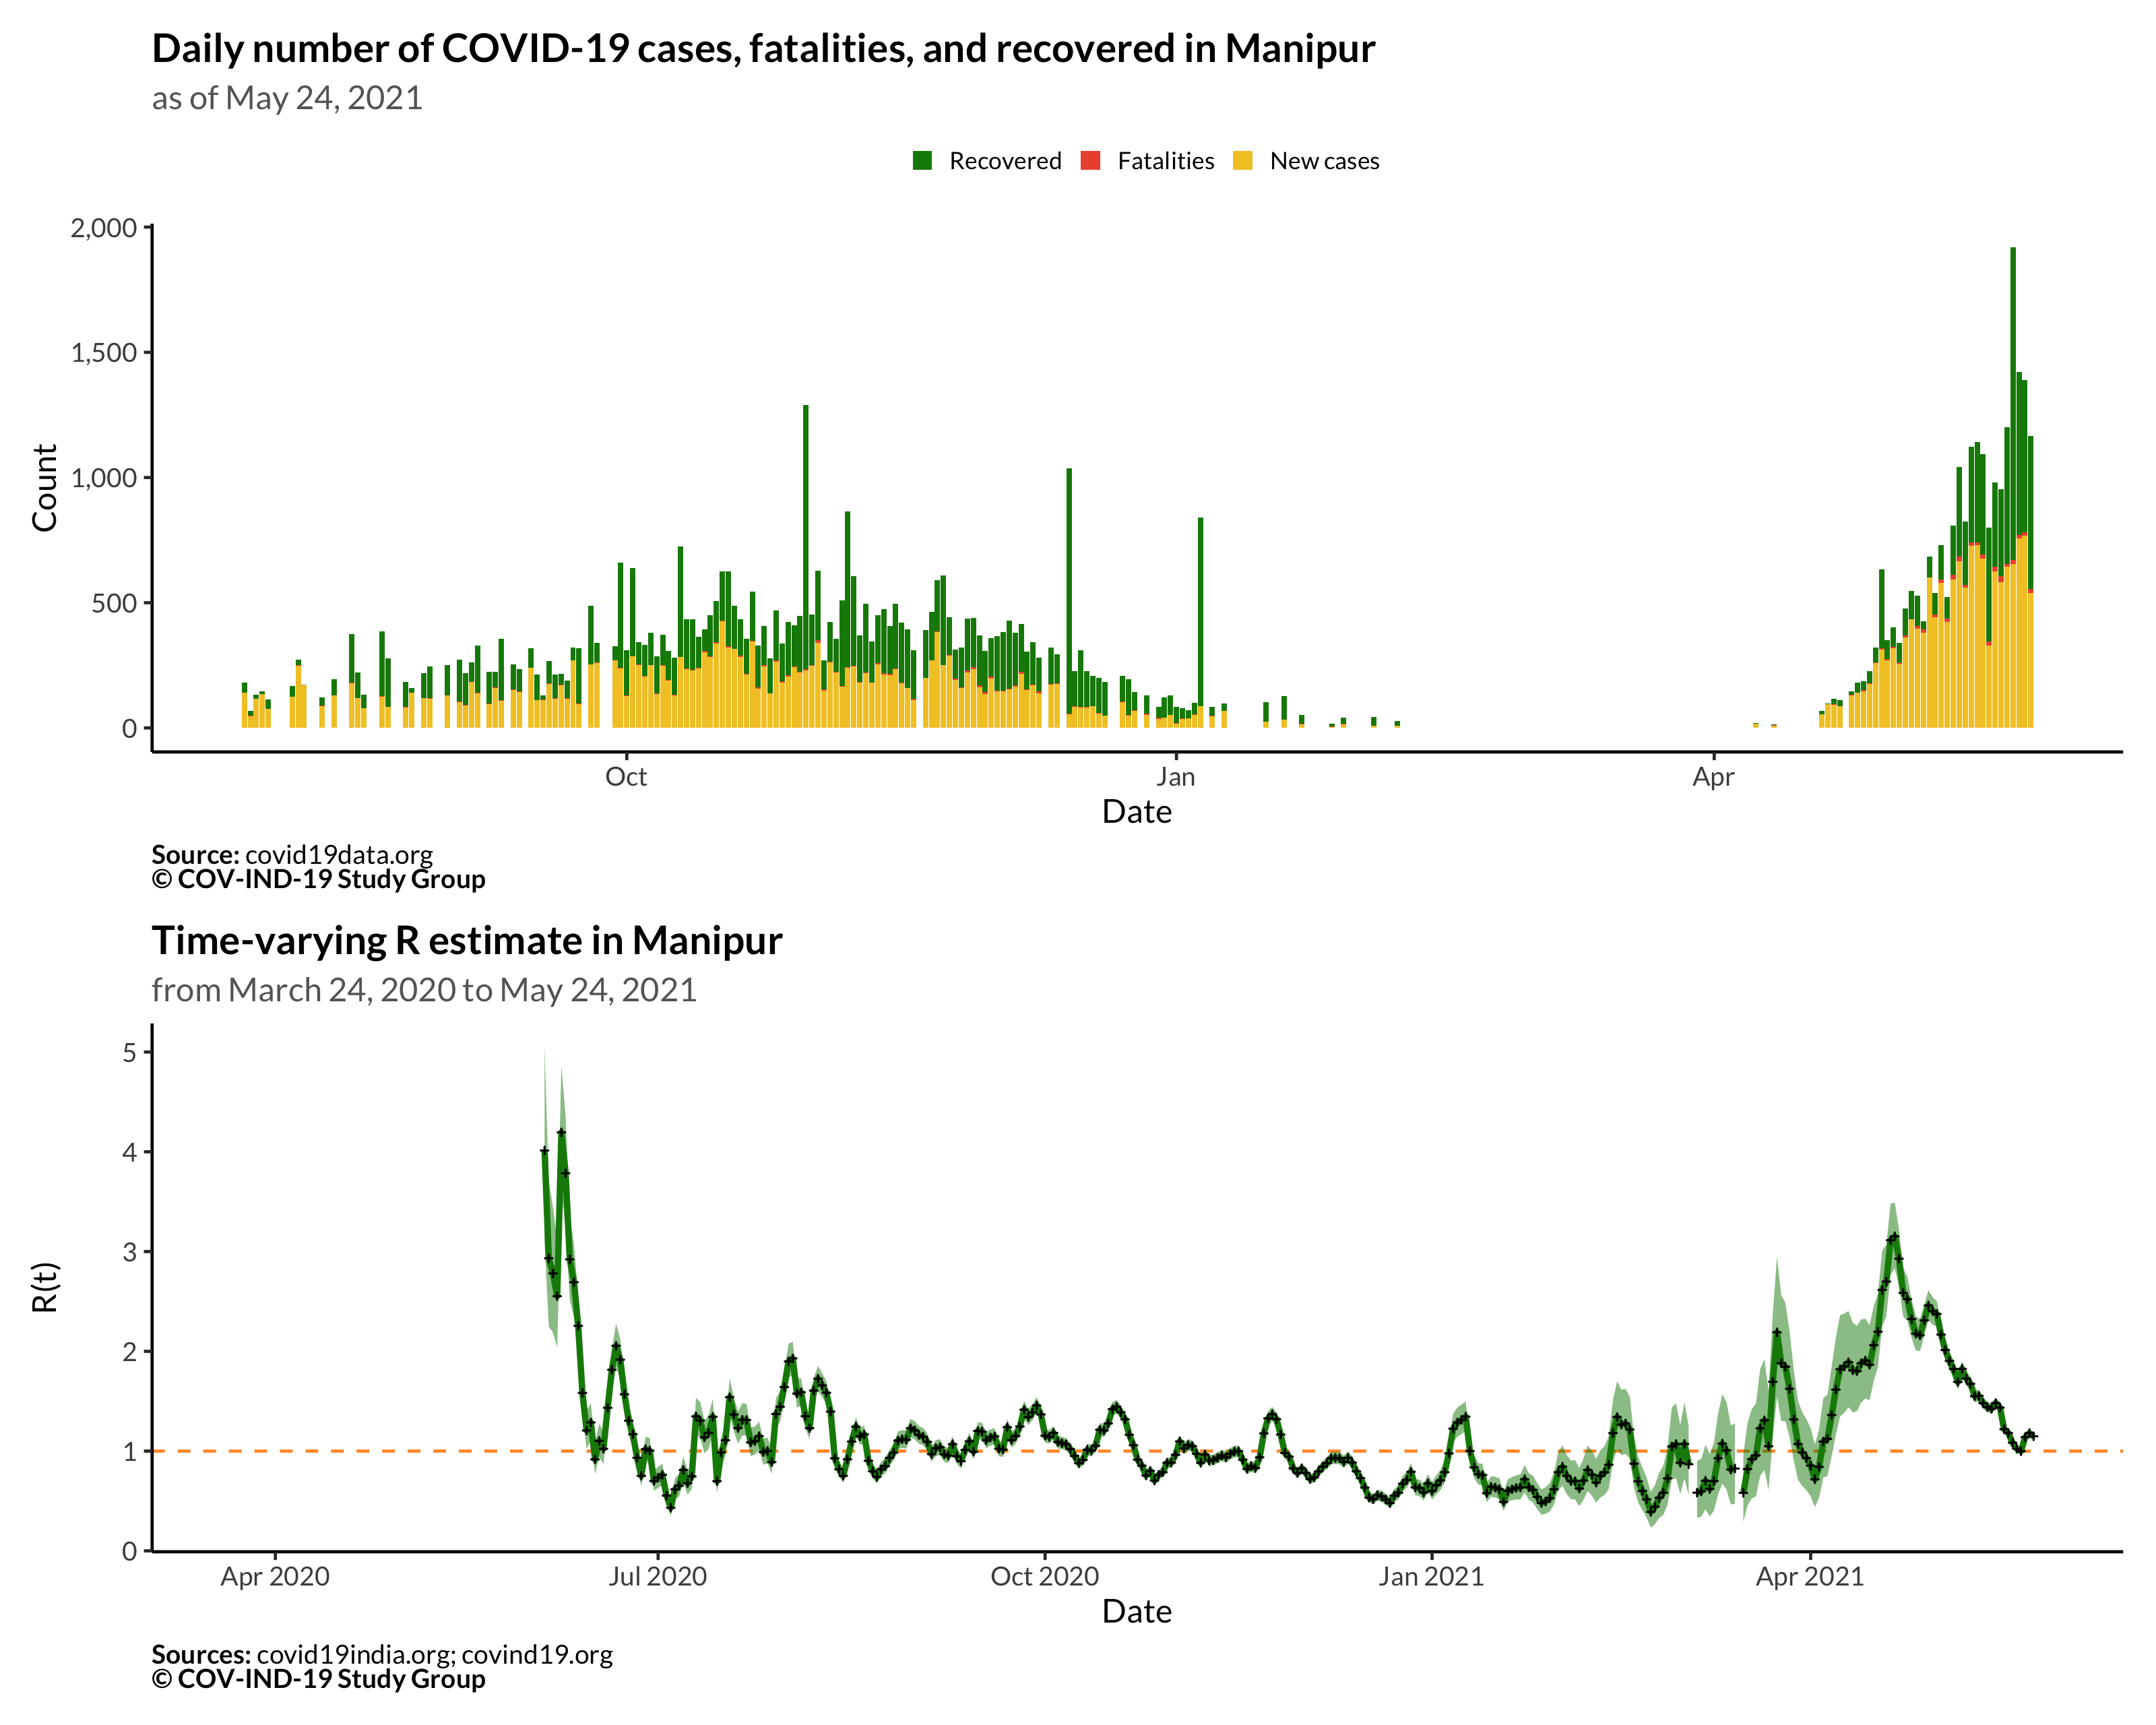 Daily number of COVID-19 cases, fatalities, and recovered in Manipur
as of May 24, 2021
Recovered Fatalities New cases
2,000
1,500
1,000
500
0
Count
Oct Jan Apr
Date
Source: covid19data.org
© COV-IND-19 Study Group
Time-varying R estimate in Manipur
from March 24, 2020 to May 24, 2021
5
4
3
2
1
0
R(t)
Apr 2020 Jul 2020 Oct 2020 Jan 2021 Apr 2021
Date
Sources: covid19india.org; covind19.org
© COV-IND-19 Study Group